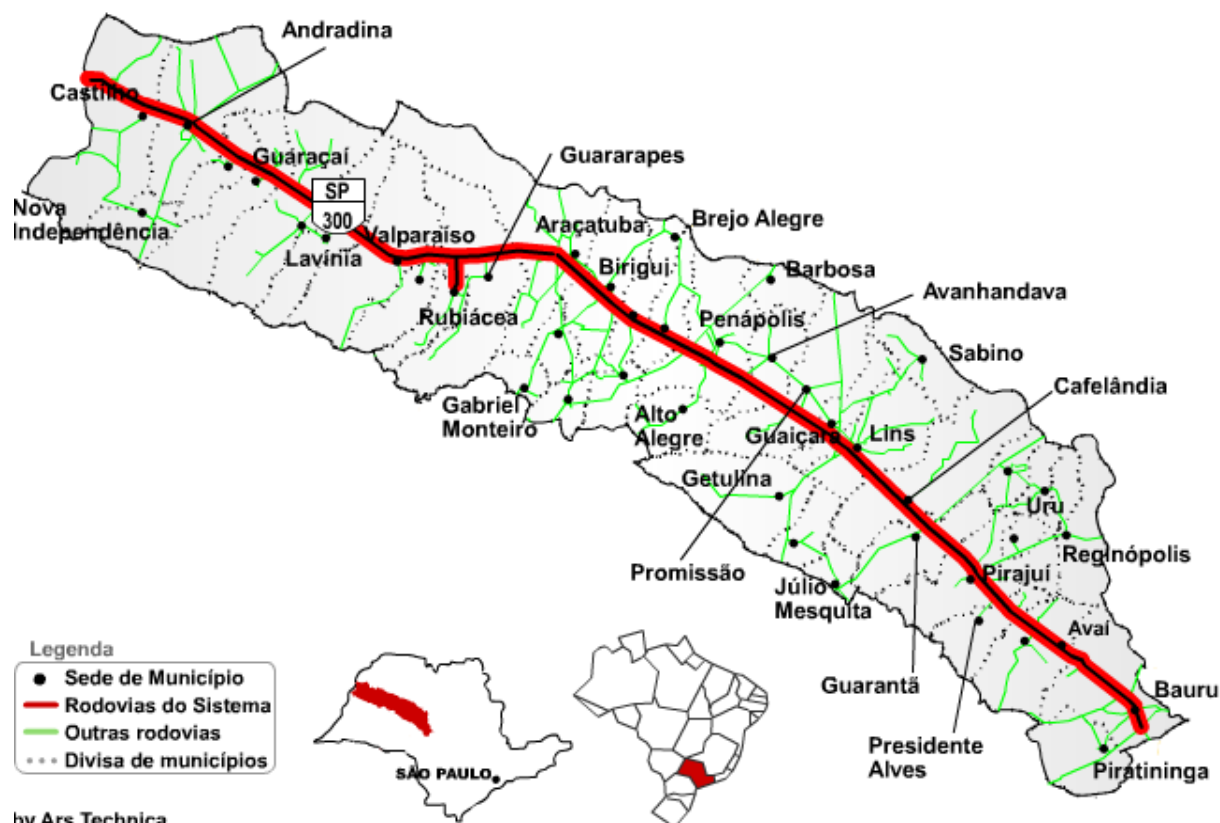 Andradina
Castilho
Guaraçaí
Guararapes
SP
300
Nova
Independência
Valparaiso
Araçatuba
Brejo Alegre
Lavínia
Birigui
Barbosa
Avanhandava
Rubiácea
Penápolis
Sabino
Cafelândia
Gabriel
Monteiro
Alto
Alegre
Guaiçara
Lins
Getulina
Uru
Reginópolis
Promissão
Júlio
Mesquita
Pirajuí
Avaí
Guarantã
Bauru
Presidente
Alves
Piratininga
Legenda
Sede de Município
Rodovias do Sistema
Outras rodovias
Divisa de municípios
SÃO PAULO
by Ars Technica